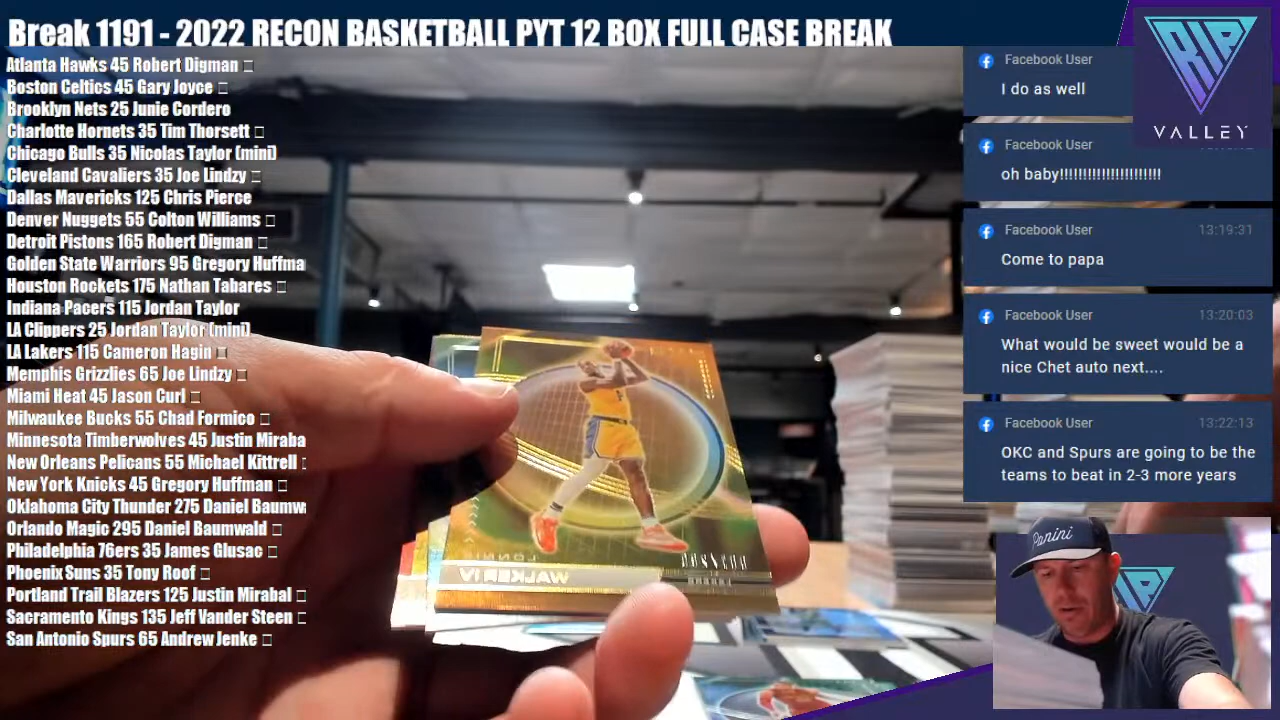 Break 1191 - 2022 RECON BASKETBALL PYT 12 BOX FULL CASE BREAK
Atlanta Hawks 45 Robert Digman
Boston Celtics 45 Gary Joyce
Brooklyn Nets 25 Junie Cordero
Charlotte Hornets 35 Tim Thorsett
Chicago Bulls 35 Nicolas Taylor (mini)
Cleveland Cavaliers 35 Joe Lindzy
Dallas Mavericks 125 Chris Pierce
Denver Nuggets 55 Colton Williams
Detroit Pistons 165 Robert Digman
Golden State Warriors 95 Gregory Huffma
Houston Rockets 175 Nathan Tabares
Indiana Pacers 115 Jordan Taylor
LA Clippers 25 Jordan Taylor (mini)
LA Lakers 115 Cameron Hagin
Memphis Grizzlies 65 Joe Lindzy
Miami Heat 45 Jason Curl
Milwaukee Bucks 55 Chad Formico
Minnesota Timberwolves 45 Justin Miraba
New Orleans Pelicans 55 Michael Kittrell
New York Knicks 45 Gregory Huffman
Oklahoma City Thunder 275 Daniel Baumw
Orlando Magic 295 Daniel Baumwald
Philadelphia 76ers 35 James Glusac
Phoenix Suns 35 Tony Roof
Portland Trail Blazers 125 Justin Mirabal
Sacramento Kings 135 Jeff Vander Steen
San Antonio Spurs 65 Andrew Jenke
LONNIE
WALKER IV
Facebook User
I do as well
Facebook User
oh baby!!!!!!!!!!!!!!!!!!!!!!
Facebook User 13:19:31
Come to papa
Facebook User 13:20:03
What would be sweet would be a
nice Chet auto next....
Facebook User 13:22:13
OKC and Spurs are going to be the
teams to beat in 2-3 more years
RIP
VALLEY
Panini